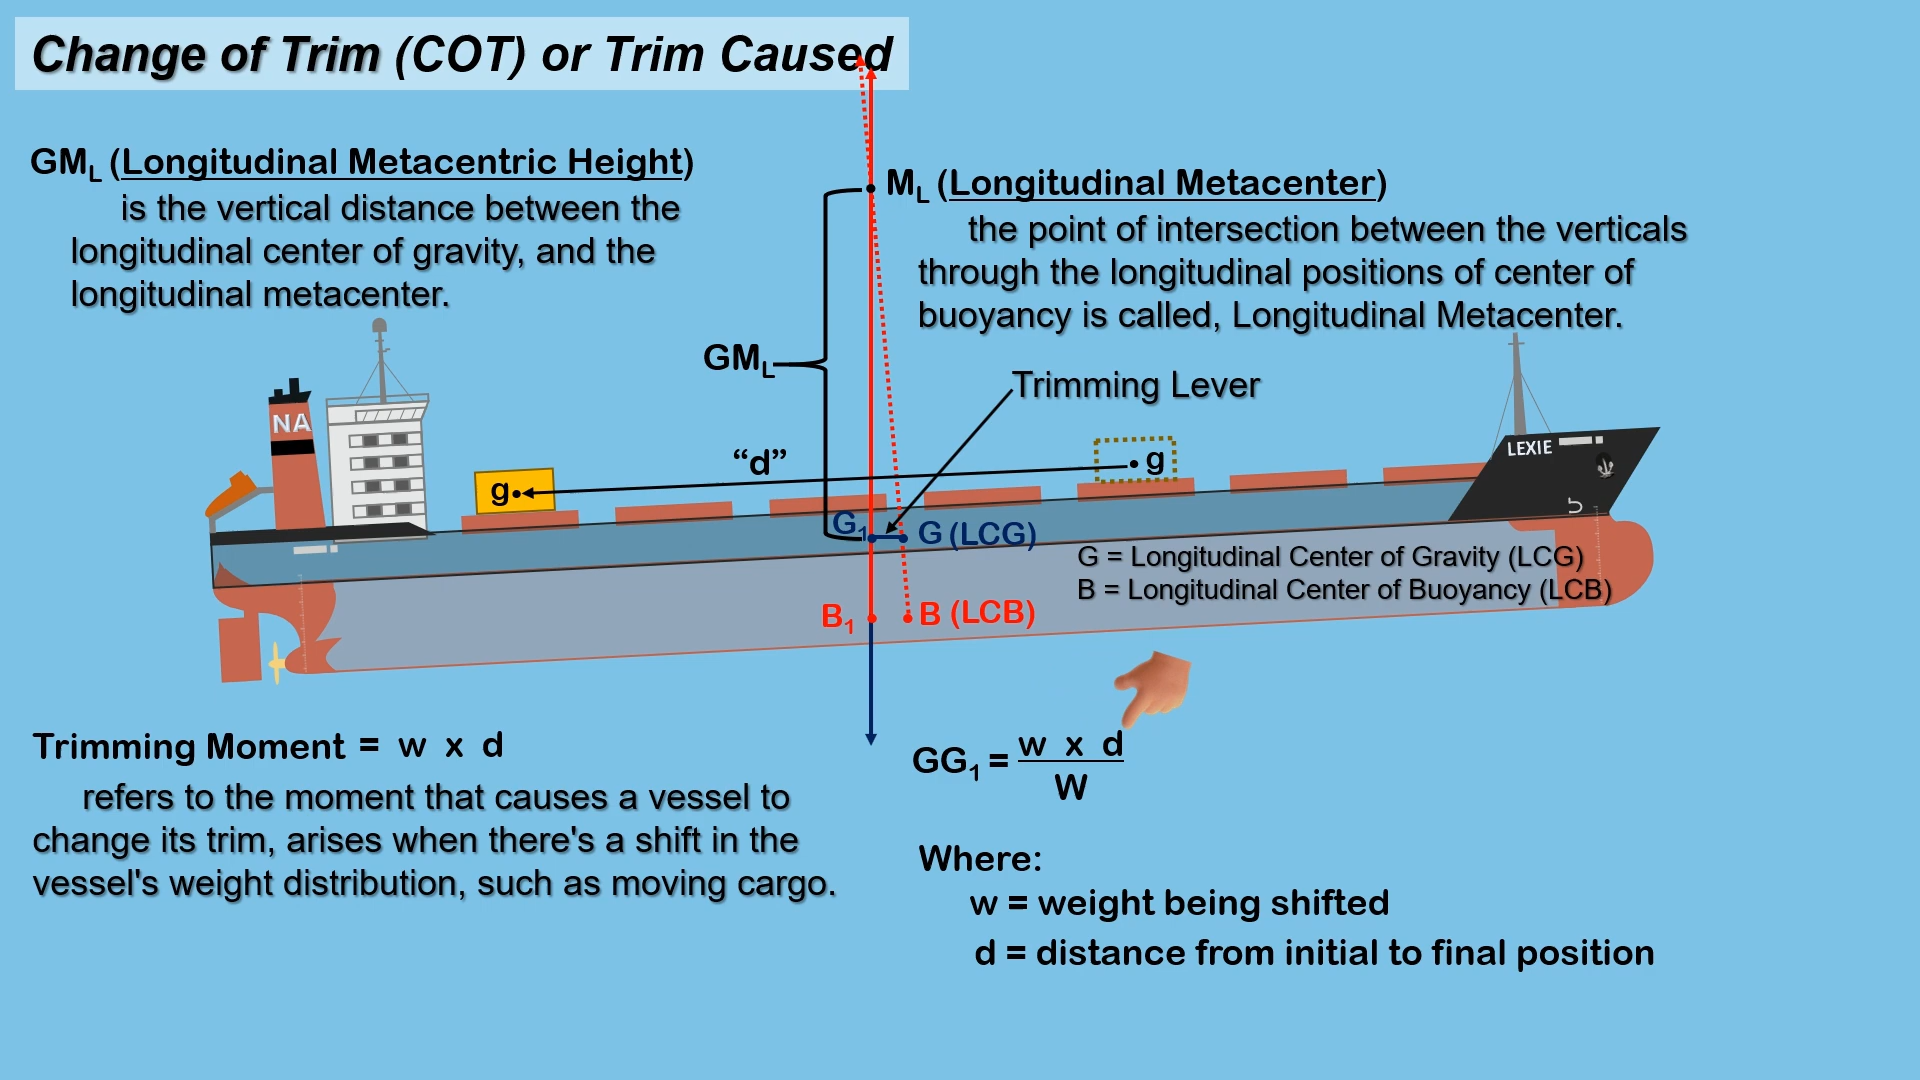 Change of Trim (COT) or Trim Caused
GML (Longitudinal Metacentric Height)
is the vertical distance between the
longitudinal center of gravity, and the
longitudinal metacenter.
ML (Longitudinal Metacenter)
the point of intersection between the verticals
through the longitudinal positions of center of
buoyancy is called, Longitudinal Metacenter.
GML
Trimming Lever
NA
LEXIE
"d"
g
g
G1
G (LCG)
G = Longitudinal Center of Gravity (LCG)
B = Longitudinal Center of Buoyancy (LCB)
B1
B (LCB)
Trimming Moment = w x d
refers to the moment that causes a vessel to
change its trim, arises when there's a shift in the
vessel's weight distribution, such as moving cargo.
GG1 = w x d
W
Where:
w = weight being shifted
d = distance from initial to final position